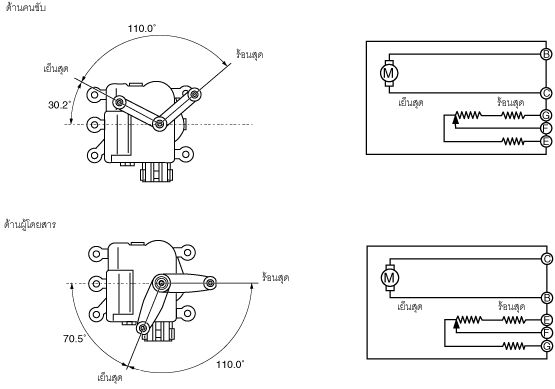 ด้านคนขับ
110.0°
ร้อนสุด
เย็นสุด
30.2°
B
M
C
เย็นสุด
ร้อนสุด
G
F
E
ด้านผู้โดยสาร
ร้อนสุด
70.5°
110.0°
เย็นสุด
C
M
B
เย็นสุด
ร้อนสุด
E
F
G